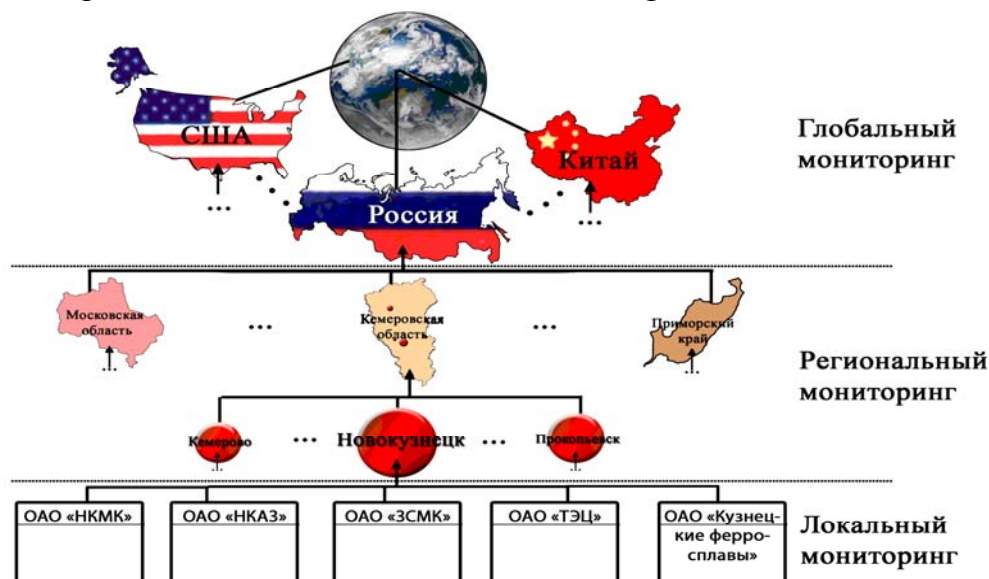 США
Китай
Глобальный
мониторинг
...
Россия
...
Московская
область
...
...
Кемеровская
область
...
Приморский
край
...
Региональный
мониторинг
Кемерово
...
...
Новокузнецк
...
Прокопьевск
...
ОАО «НКМК»
ОАО «НКАЗ»
ОАО «ЗСМК»
ОАО «ТЭЦ»
ОАО «Кузнец-
кие ферро-
сплавы»
Локальный
мониторинг